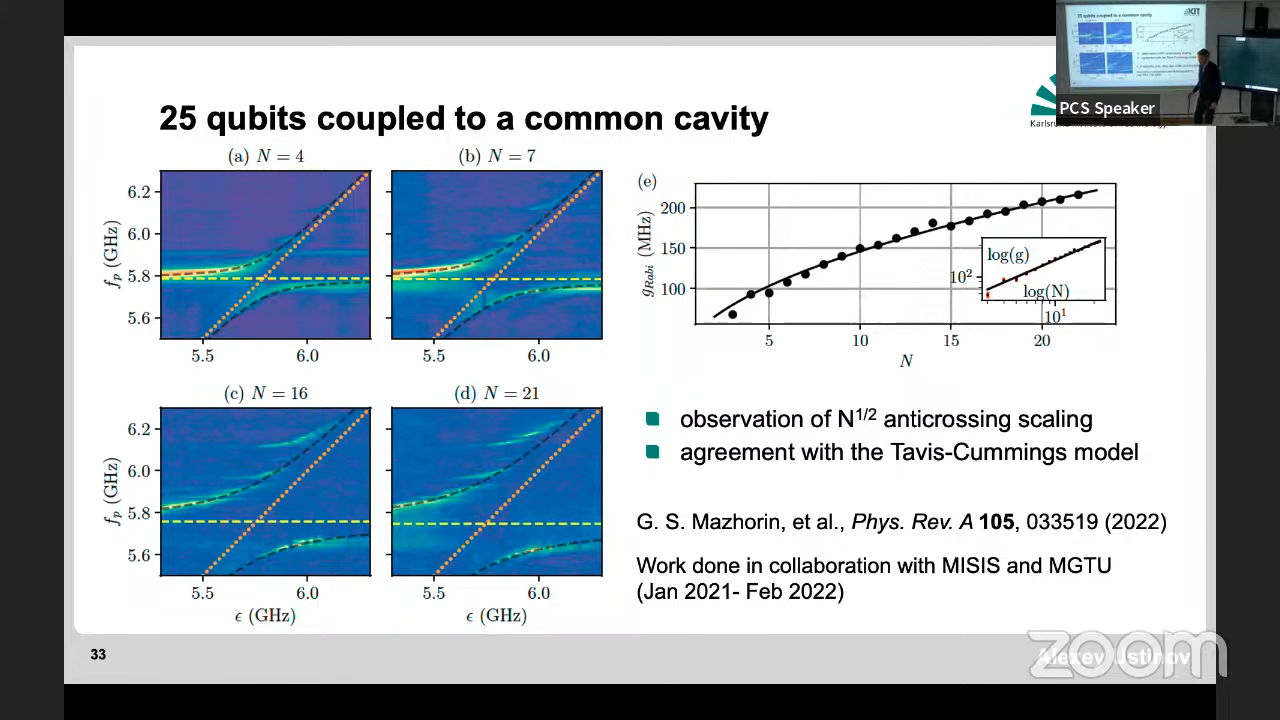 25 qubits coupled to a common cavity
PCS Speaker
(a) N = 4
(b) N = 7
6.2
6.0
5.8
5.6
f_p (GHz)
5.5
6.0
5.5
6.0
(c) N = 16
(d) N = 21
6.2
6.0
5.8
5.6
f_p (GHz)
5.5
6.0
5.5
6.0
ϵ (GHz)
ϵ (GHz)
(e)
200
150
100
g_Rabi (MHz)
log(g)
10²
log(N)
10¹
5
10
15
20
N
observation of N^1/2 anticrossing scaling
agreement with the Tavis-Cummings model
G. S. Mazhorin, et al., Phys. Rev. A 105, 033519 (2022)
Work done in collaboration with MISIS and MGTU
(Jan 2021- Feb 2022)
33
Alexey Ustinov
zoom
25 qubits coupled to a common cavity
KIT